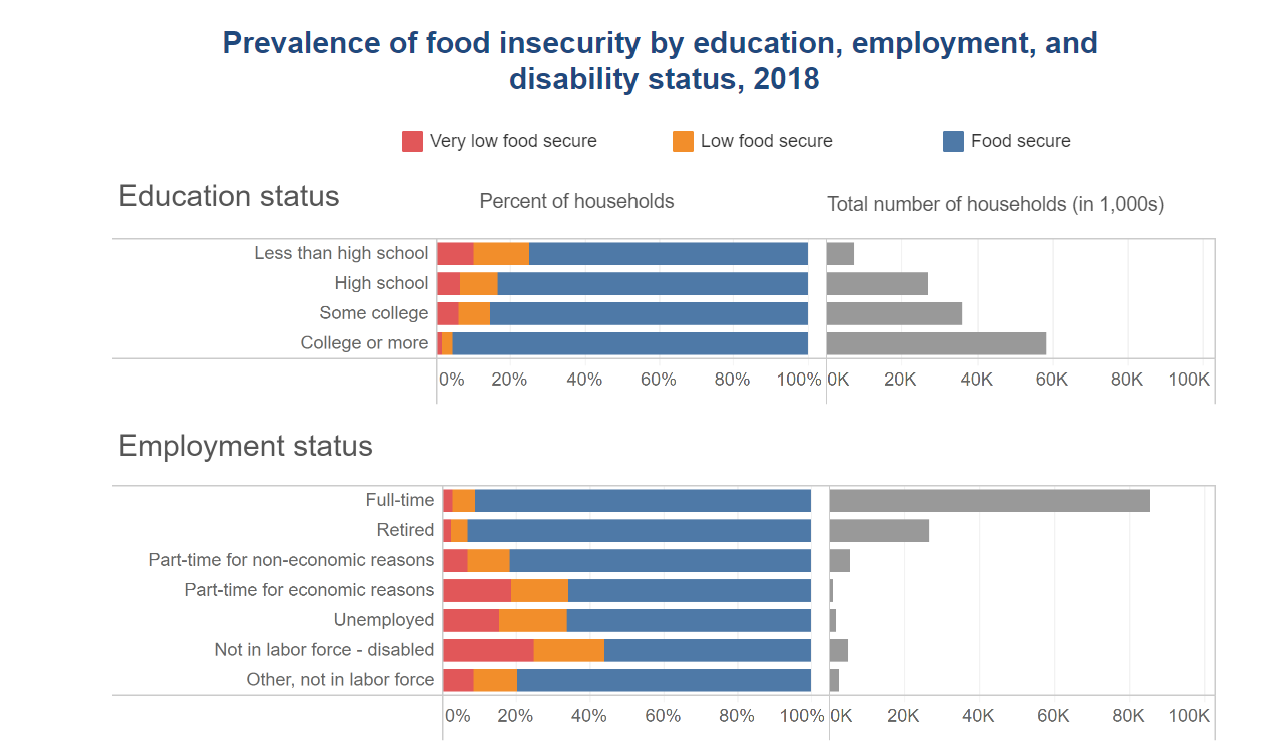 Prevalence of food insecurity by education, employment, and
disability status, 2018
Very low food secure Low food secure Food secure
Education status Percent of households Total number of households (in 1,000s)
Less than high school
High school
Some college
College or more
0% 20% 40% 60% 80% 100% 0K 20K 40K 60K 80K 100K
Employment status
Full-time
Retired
Part-time for non-economic reasons
Part-time for economic reasons
Unemployed
Not in labor force - disabled
Other, not in labor force
0% 20% 40% 60% 80% 100% 0K 20K 40K 60K 80K 100K